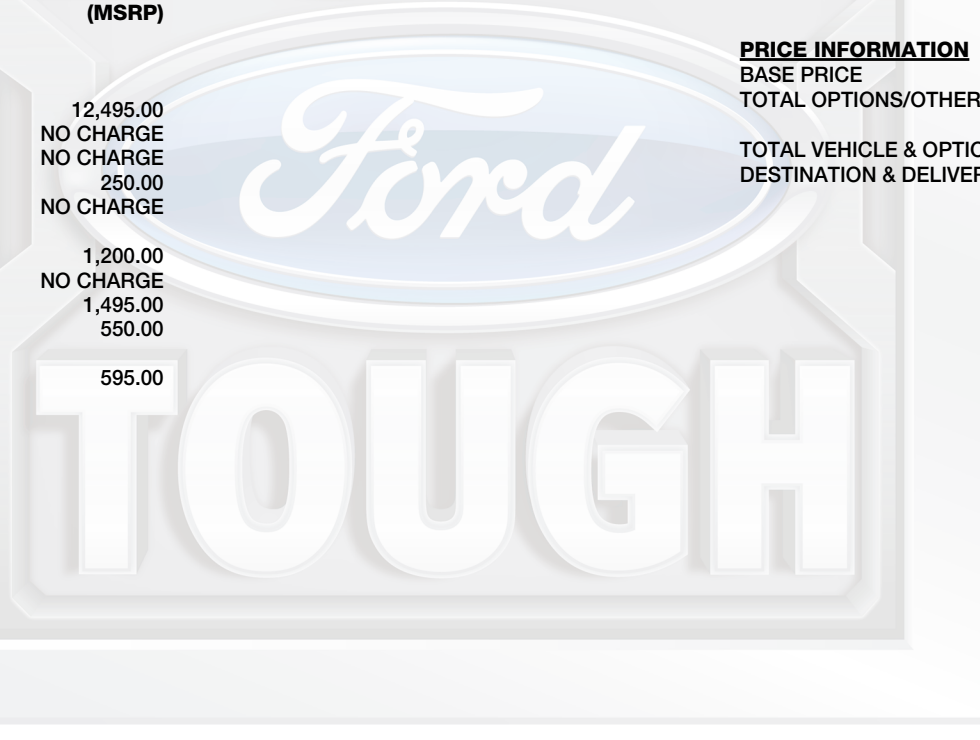 (MSRP)
12,495.00
NO CHARGE
NO CHARGE
250.00
NO CHARGE
1,200.00
NO CHARGE
1,495.00
550.00
595.00
PRICE INFORMATION
BASE PRICE
TOTAL OPTIONS/OTHER
TOTAL VEHICLE & OPTIO
DESTINATION & DELIVER
Ford
TOUGH